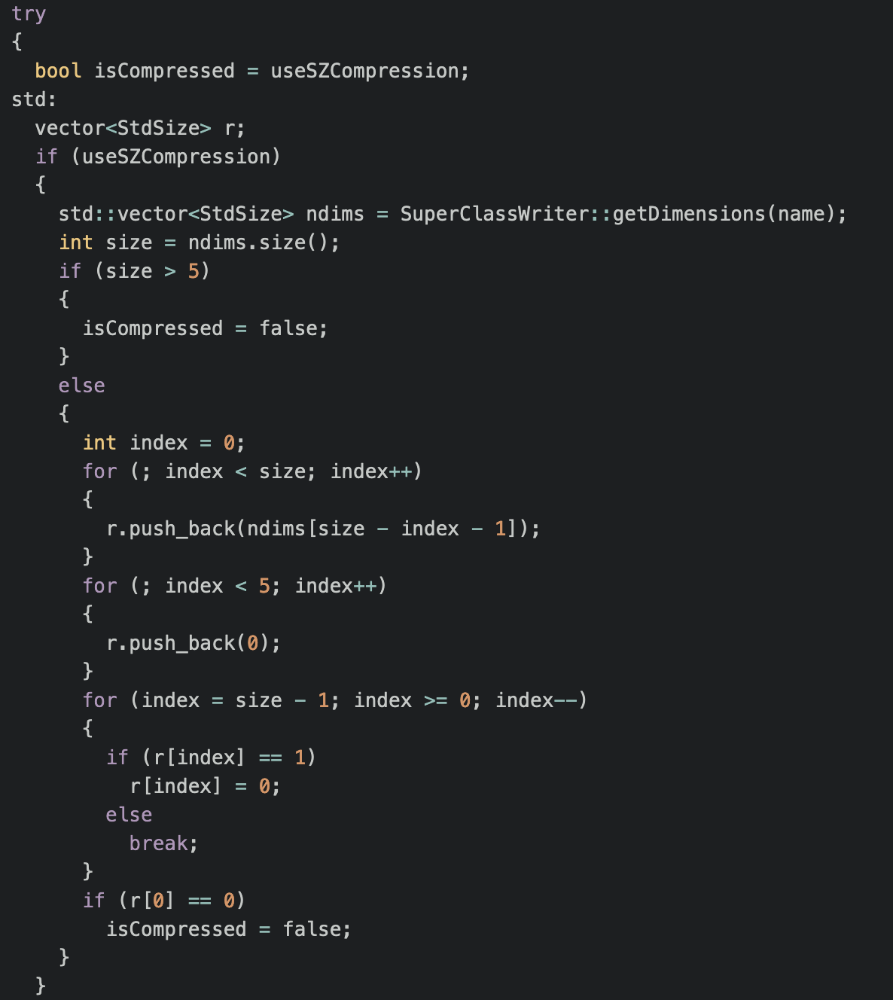 try
{
  bool isCompressed = useSZCompression;
std:
  vector<StdSize> r;
  if (useSZCompression)
  {
    std::vector<StdSize> ndims = SuperClassWriter::getDimensions(name);
    int size = ndims.size();
    if (size > 5)
    {
      isCompressed = false;
    }
    else
    {
      int index = 0;
      for (; index < size; index++)
      {
        r.push_back(ndims[size - index - 1]);
      }
      for (; index < 5; index++)
      {
        r.push_back(0);
      }
      for (index = size - 1; index >= 0; index--)
      {
        if (r[index] == 1)
          r[index] = 0;
        else
          break;
      }
      if (r[0] == 0)
        isCompressed = false;
    }
  }